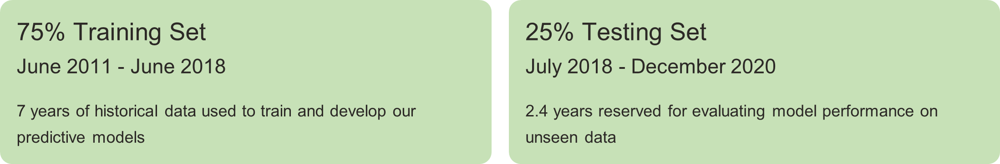 75% Training Set
June 2011 - June 2018
7 years of historical data used to train and develop our
predictive models
25% Testing Set
July 2018 - December 2020
2.4 years reserved for evaluating model performance on
unseen data